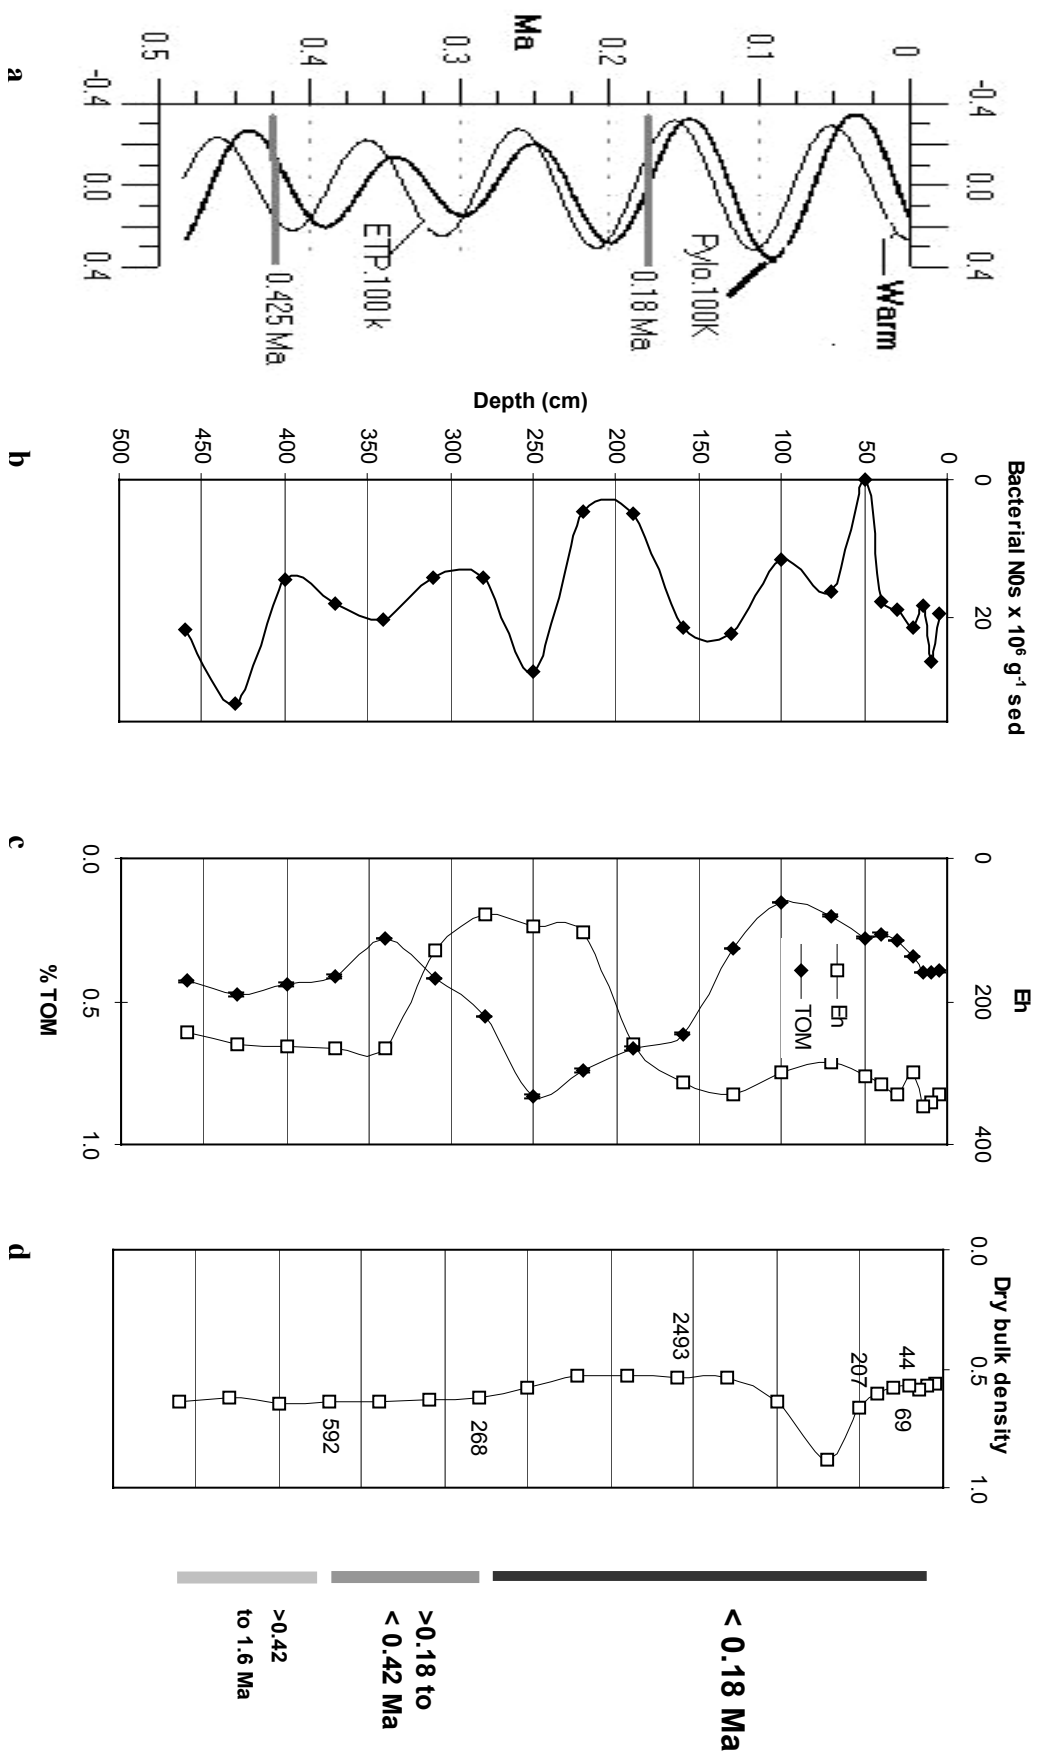 a
Ma
0.5
0.4
0.3
0.2
0.1
0
-0.4
0.0
0.4
-0.4
0.0
0.4
Warm
Pylo.100K
0.18 Ma
ETP.100k
0.425 Ma
b
Depth (cm)
500
450
400
350
300
250
200
150
100
50
0
Bacterial N0s x 10⁶ g⁻¹ sed
0
20
c
0.0
0.5
1.0
% TOM
Eh
0
200
400
Eh
TOM
d
Dry bulk density
0.0
0.5
1.0
2493
207
44
69
268
592
< 0.18 Ma
>0.18 to
< 0.42 Ma
>0.42
to 1.6 Ma